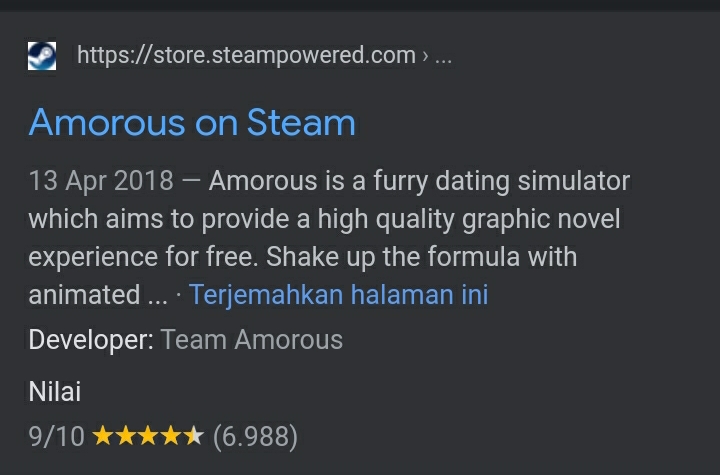 https://store.steampowered.com › ...
Amorous on Steam
13 Apr 2018 — Amorous is a furry dating simulator
which aims to provide a high quality graphic novel
experience for free. Shake up the formula with
animated ... · Terjemahkan halaman ini
Developer: Team Amorous
Nilai
9/10 ★★★★★ (6.988)